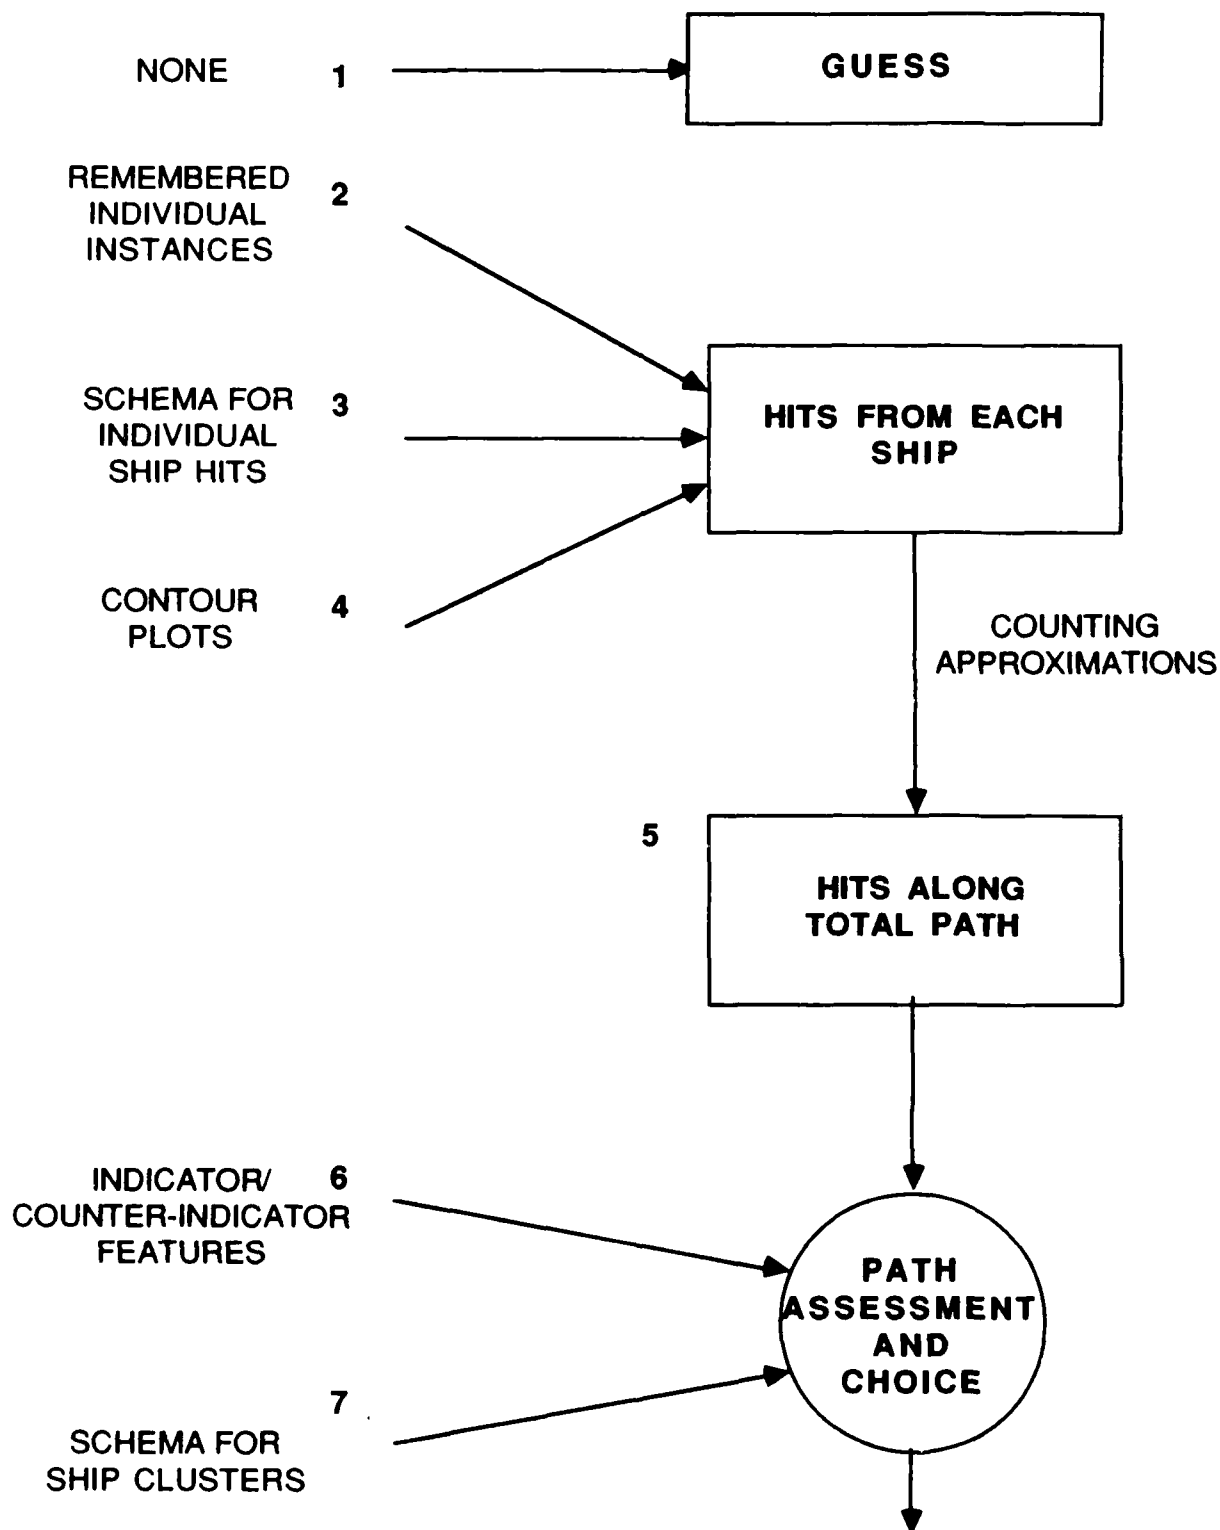 NONE 1
GUESS
REMEMBERED 2
INDIVIDUAL
INSTANCES
SCHEMA FOR 3
INDIVIDUAL
SHIP HITS
HITS FROM EACH
SHIP
CONTOUR 4
PLOTS
COUNTING
APPROXIMATIONS
5
HITS ALONG
TOTAL PATH
INDICATOR/ 6
COUNTER-INDICATOR
FEATURES
PATH
ASSESSMENT
AND
CHOICE
7
SCHEMA FOR
SHIP CLUSTERS